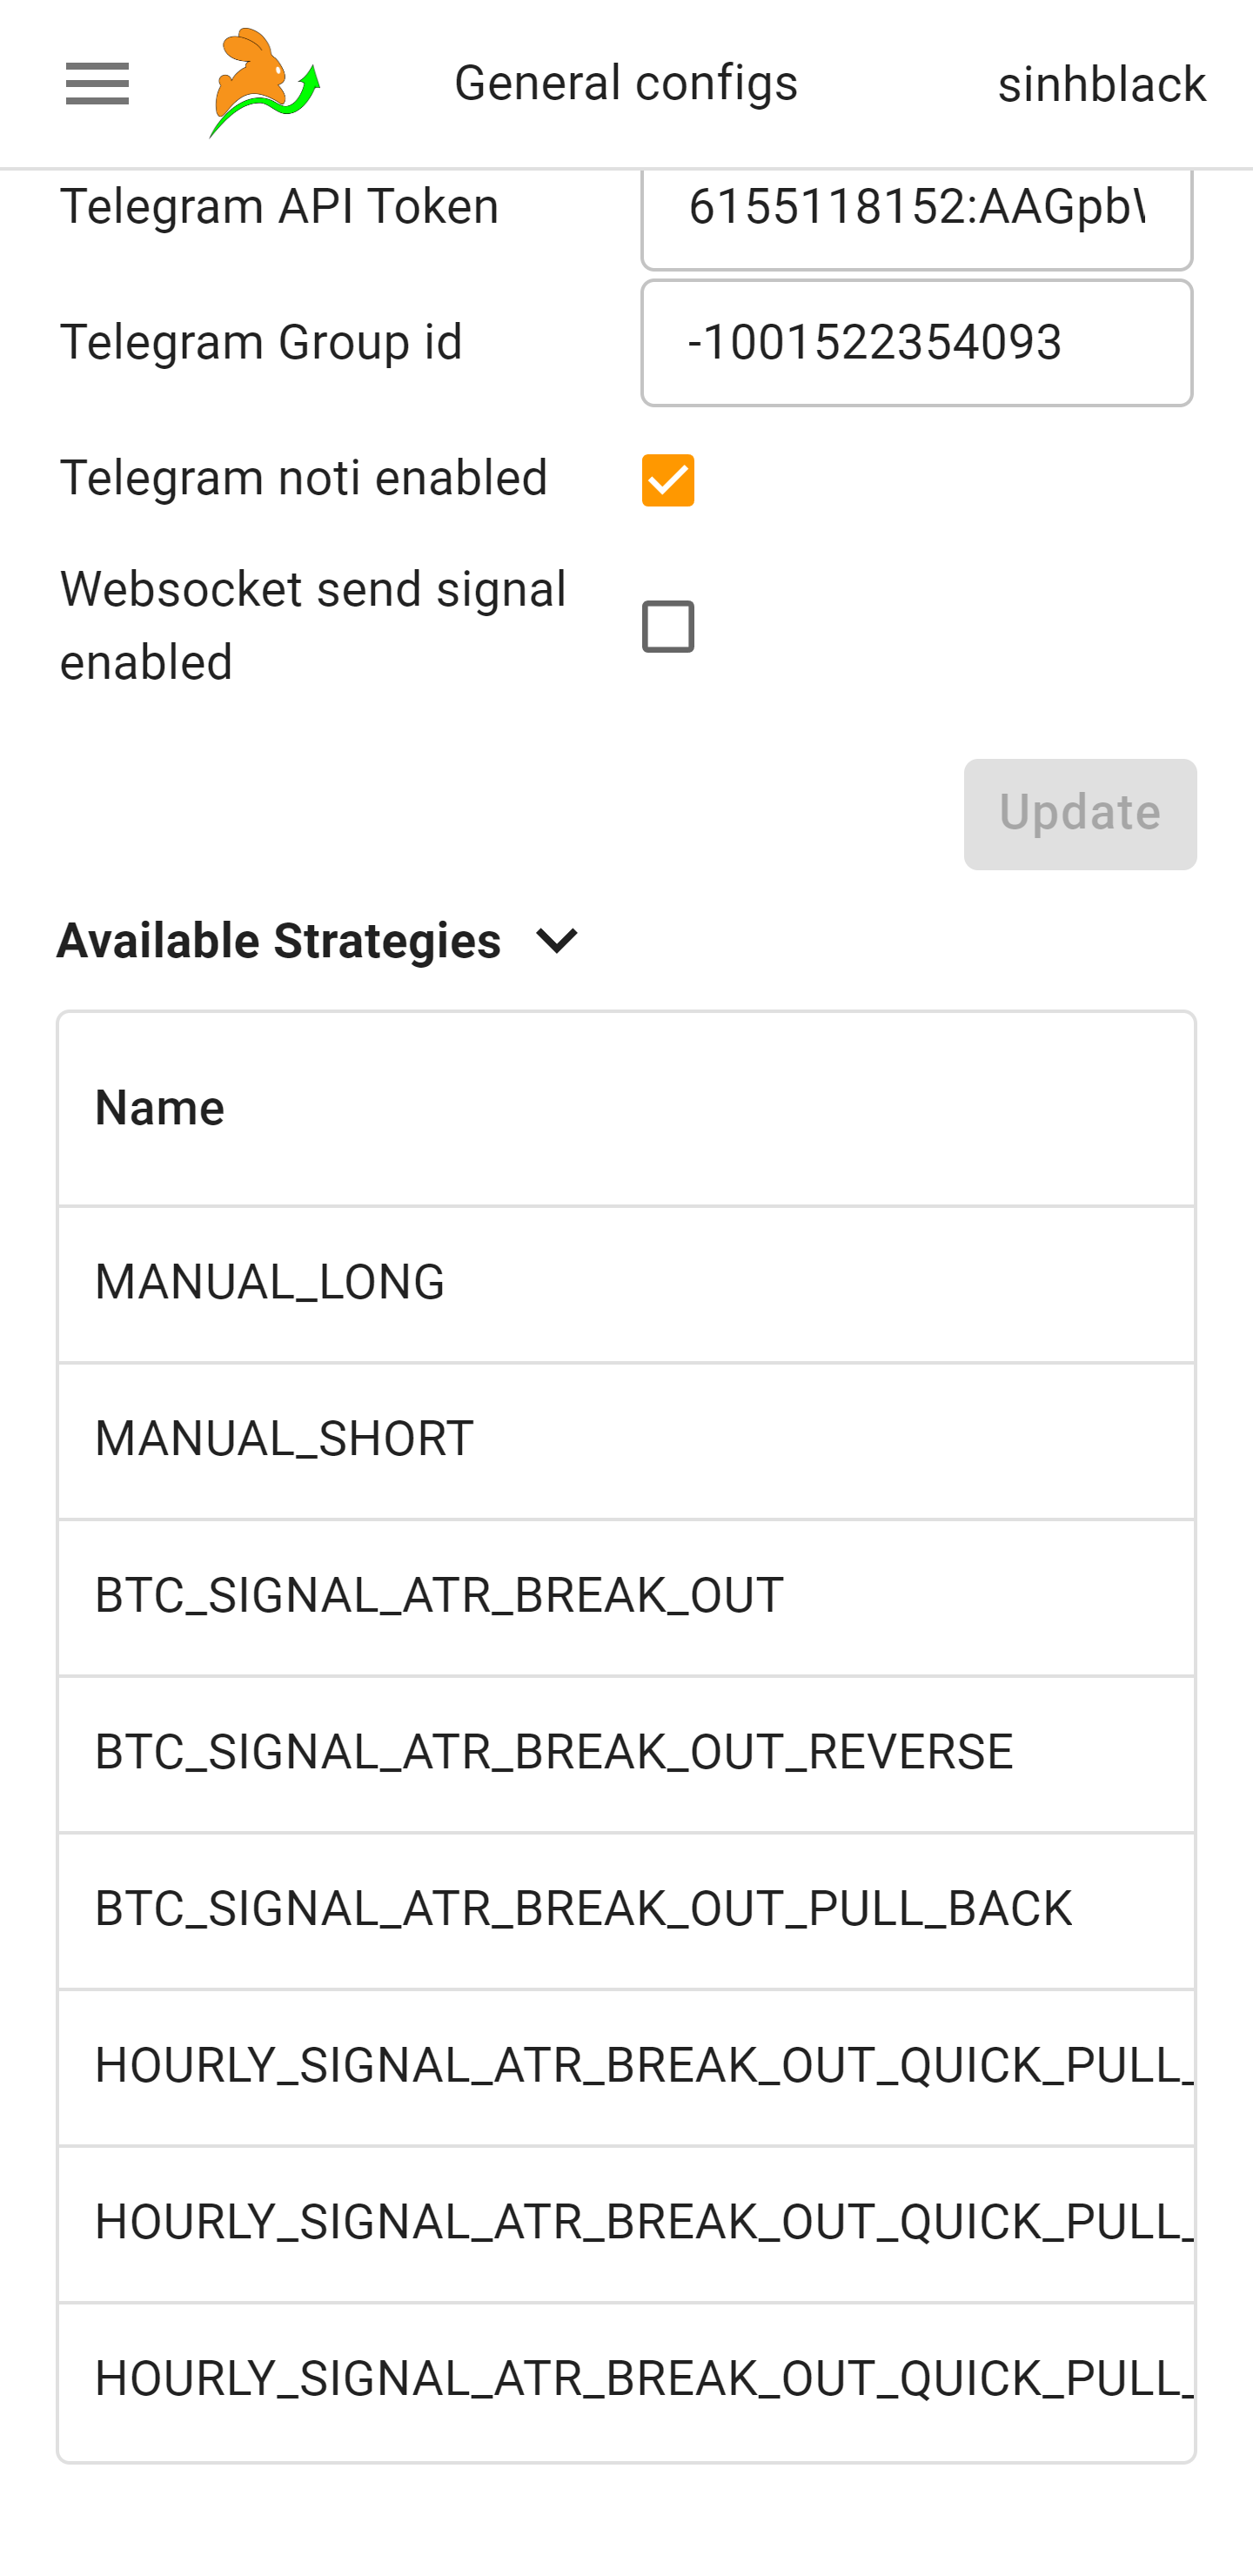 General configs
sinhblack
Telegram API Token
6155118152:AAGpb
Telegram Group id
-1001522354093
Telegram noti enabled
Websocket send signal
enabled
Update
Available Strategies
Name
MANUAL_LONG
MANUAL_SHORT
BTC_SIGNAL_ATR_BREAK_OUT
BTC_SIGNAL_ATR_BREAK_OUT_REVERSE
BTC_SIGNAL_ATR_BREAK_OUT_PULL_BACK
HOURLY_SIGNAL_ATR_BREAK_OUT_QUICK_PULL_
HOURLY_SIGNAL_ATR_BREAK_OUT_QUICK_PULL_
HOURLY_SIGNAL_ATR_BREAK_OUT_QUICK_PULL_